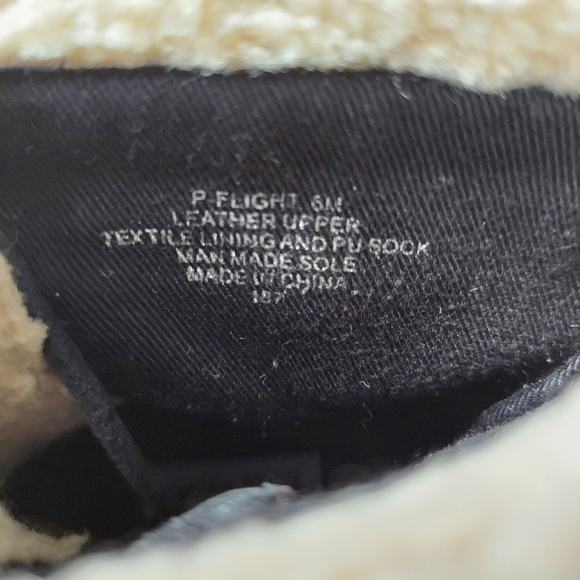 P-FLIGHT 6M
LEATHER UPPER
TEXTILE LINING AND PU SOCK
MAN MADE SOLE
MADE IN CHINA